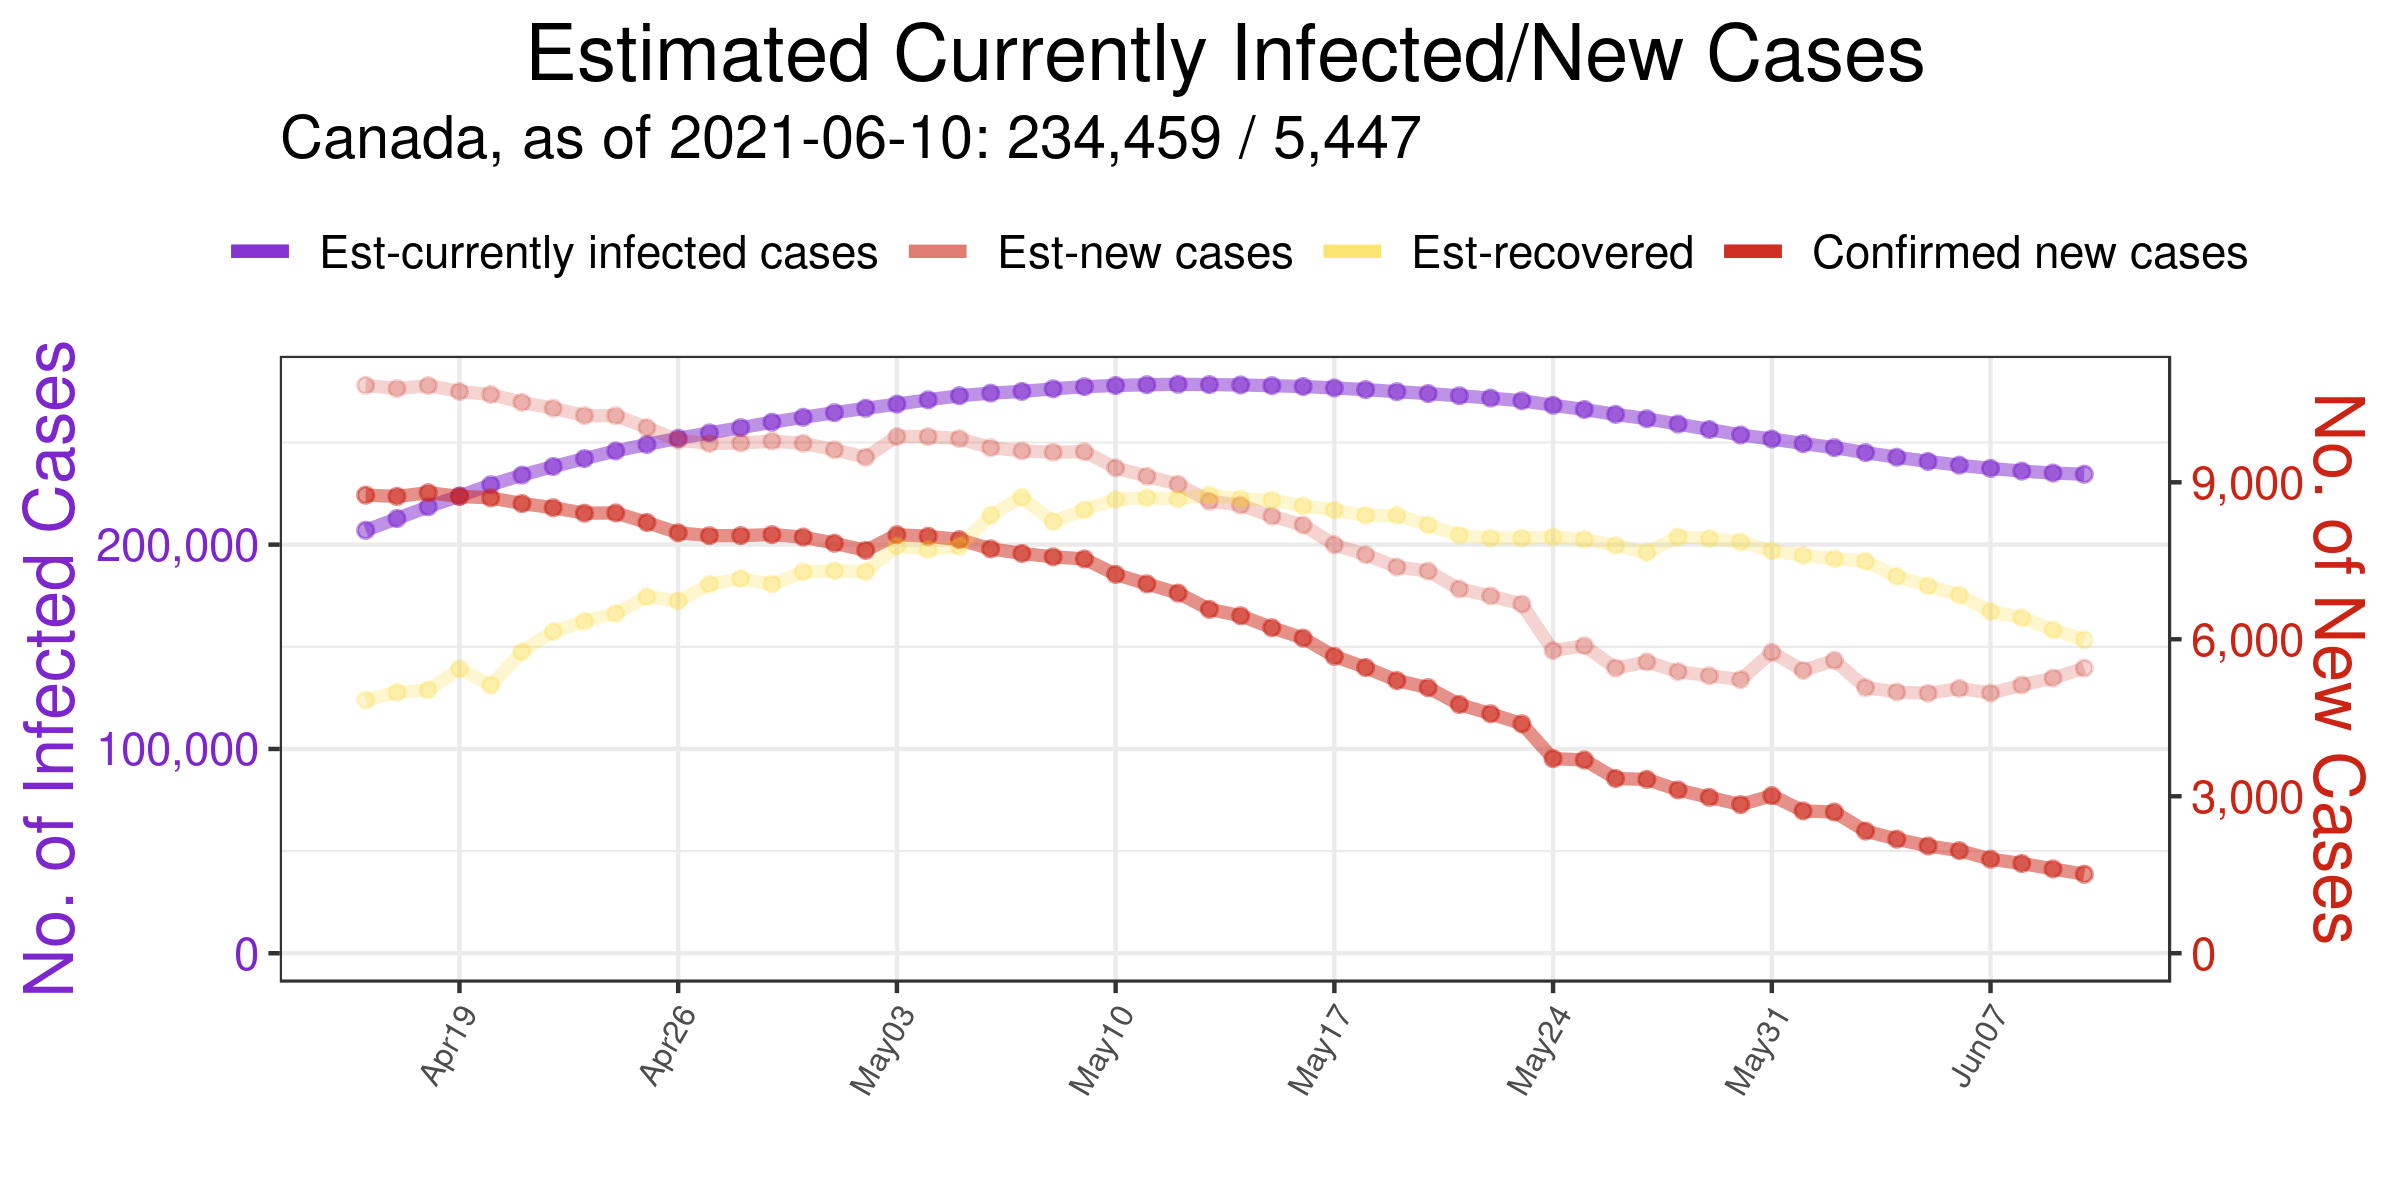 Estimated Currently Infected/New Cases
Canada, as of 2021-06-10: 234,459 / 5,447
Est-currently infected cases Est-new cases Est-recovered Confirmed new cases
No. of Infected Cases
200,000
100,000
0
9,000
6,000
3,000
0
No. of New Cases
Apr19 Apr26 May03 May10 May17 May24 May31 Jun07